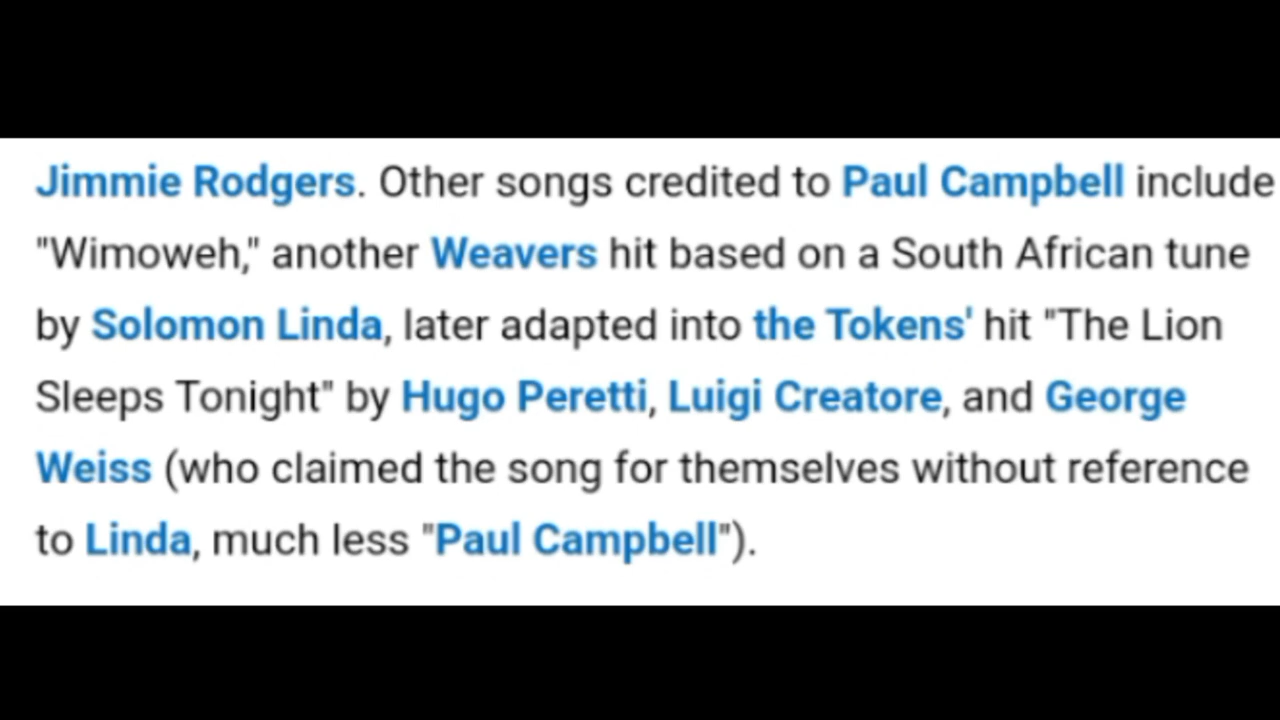 Jimmie Rodgers. Other songs credited to Paul Campbell include
"Wimoweh," another Weavers hit based on a South African tune
by Solomon Linda, later adapted into the Tokens' hit "The Lion
Sleeps Tonight" by Hugo Peretti, Luigi Creatore, and George
Weiss (who claimed the song for themselves without reference
to Linda, much less "Paul Campbell").